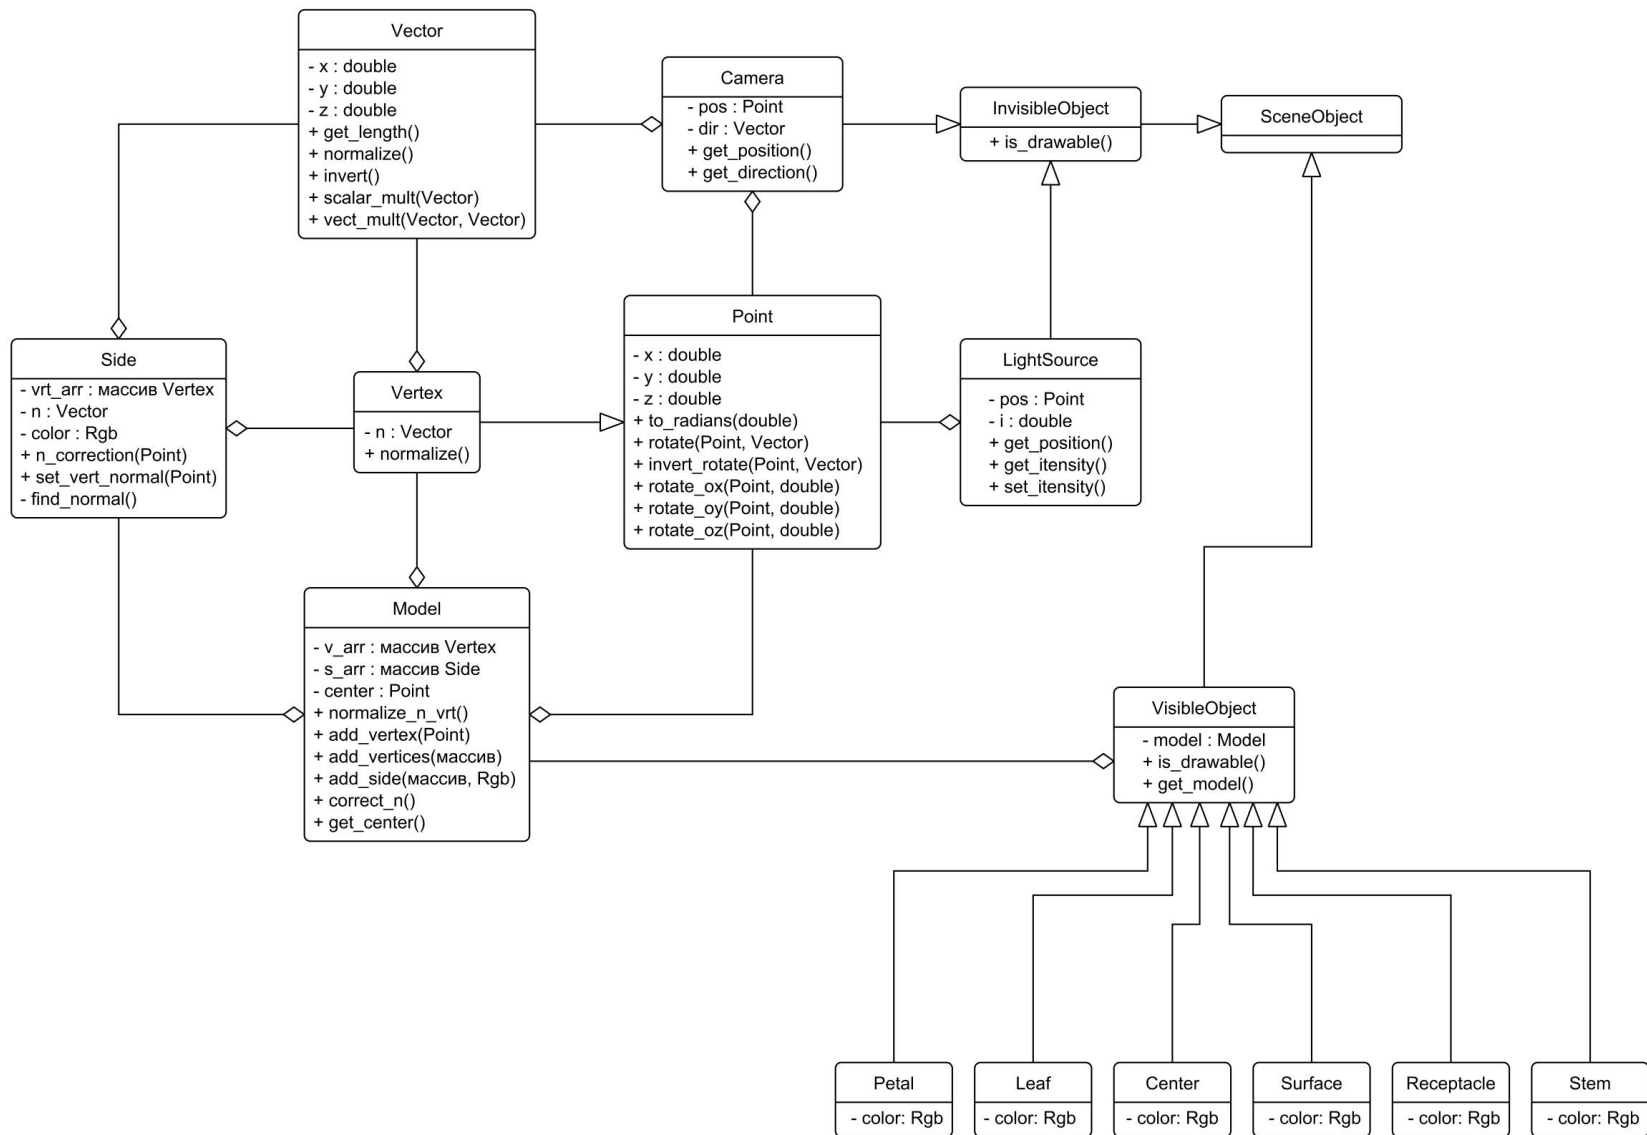 Vector
- x : double
- y : double
- z : double
+ get_length()
+ normalize()
+ invert()
+ scalar_mult(Vector)
+ vect_mult(Vector, Vector)
Camera
- pos : Point
- dir : Vector
+ get_position()
+ get_direction()
InvisibleObject
+ is_drawable()
SceneObject
Side
- vrt_arr : массив Vertex
- n : Vector
- color : Rgb
+ n_correction(Point)
+ set_vert_normal(Point)
- find_normal()
Vertex
- n : Vector
+ normalize()
Point
- x : double
- y : double
- z : double
+ to_radians(double)
+ rotate(Point, Vector)
+ invert_rotate(Point, Vector)
+ rotate_ox(Point, double)
+ rotate_oy(Point, double)
+ rotate_oz(Point, double)
LightSource
- pos : Point
- i : double
+ get_position()
+ get_itensity()
+ set_itensity()
Model
- v_arr : массив Vertex
- s_arr : массив Side
- center : Point
+ normalize_n_vrt()
+ add_vertex(Point)
+ add_vertices(массив)
+ add_side(массив, Rgb)
+ correct_n()
+ get_center()
VisibleObject
- model : Model
+ is_drawable()
+ get_model()
Petal
- color: Rgb
Leaf
- color: Rgb
Center
- color: Rgb
Surface
- color: Rgb
Receptacle
- color: Rgb
Stem
- color: Rgb